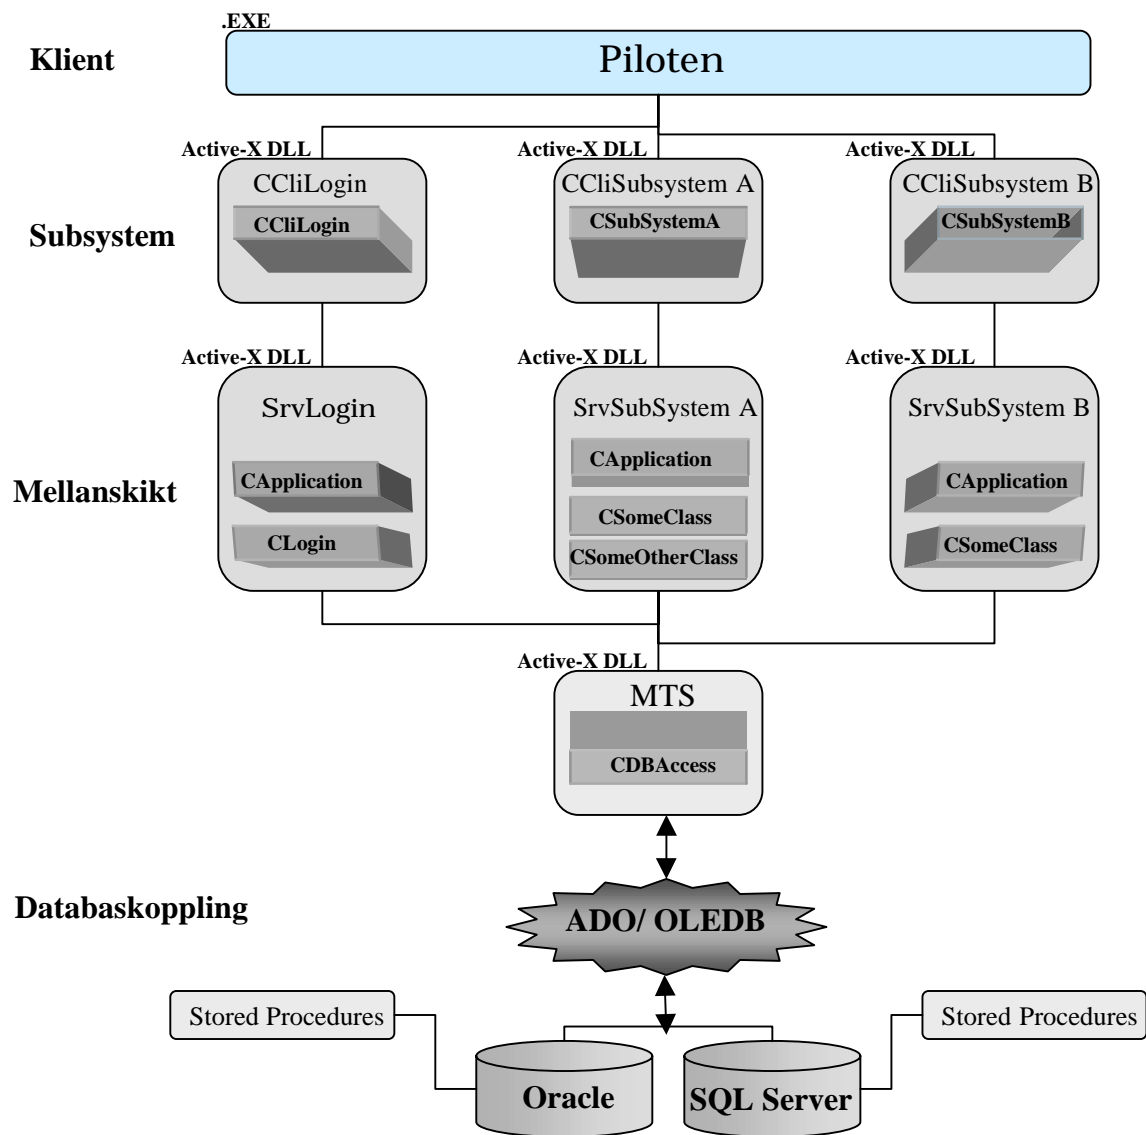 .EXE
Klient
Piloten
Active-X DLL
Active-X DLL
Active-X DLL
CCliLogin
CCliSubsystem A
CCliSubsystem B
Subsystem
CCliLogin
CSubSystemA
CSubSystemB
Active-X DLL
Active-X DLL
Active-X DLL
SrvLogin
SrvSubSystem A
SrvSubSystem B
Mellanskikt
CApplication
CApplication
CApplication
CLogin
CSomeClass
CSomeOtherClass
CSomeClass
Active-X DLL
MTS
CDBAccess
Databaskoppling
ADO/ OLEDB
Stored Procedures
Stored Procedures
Oracle
SQL Server